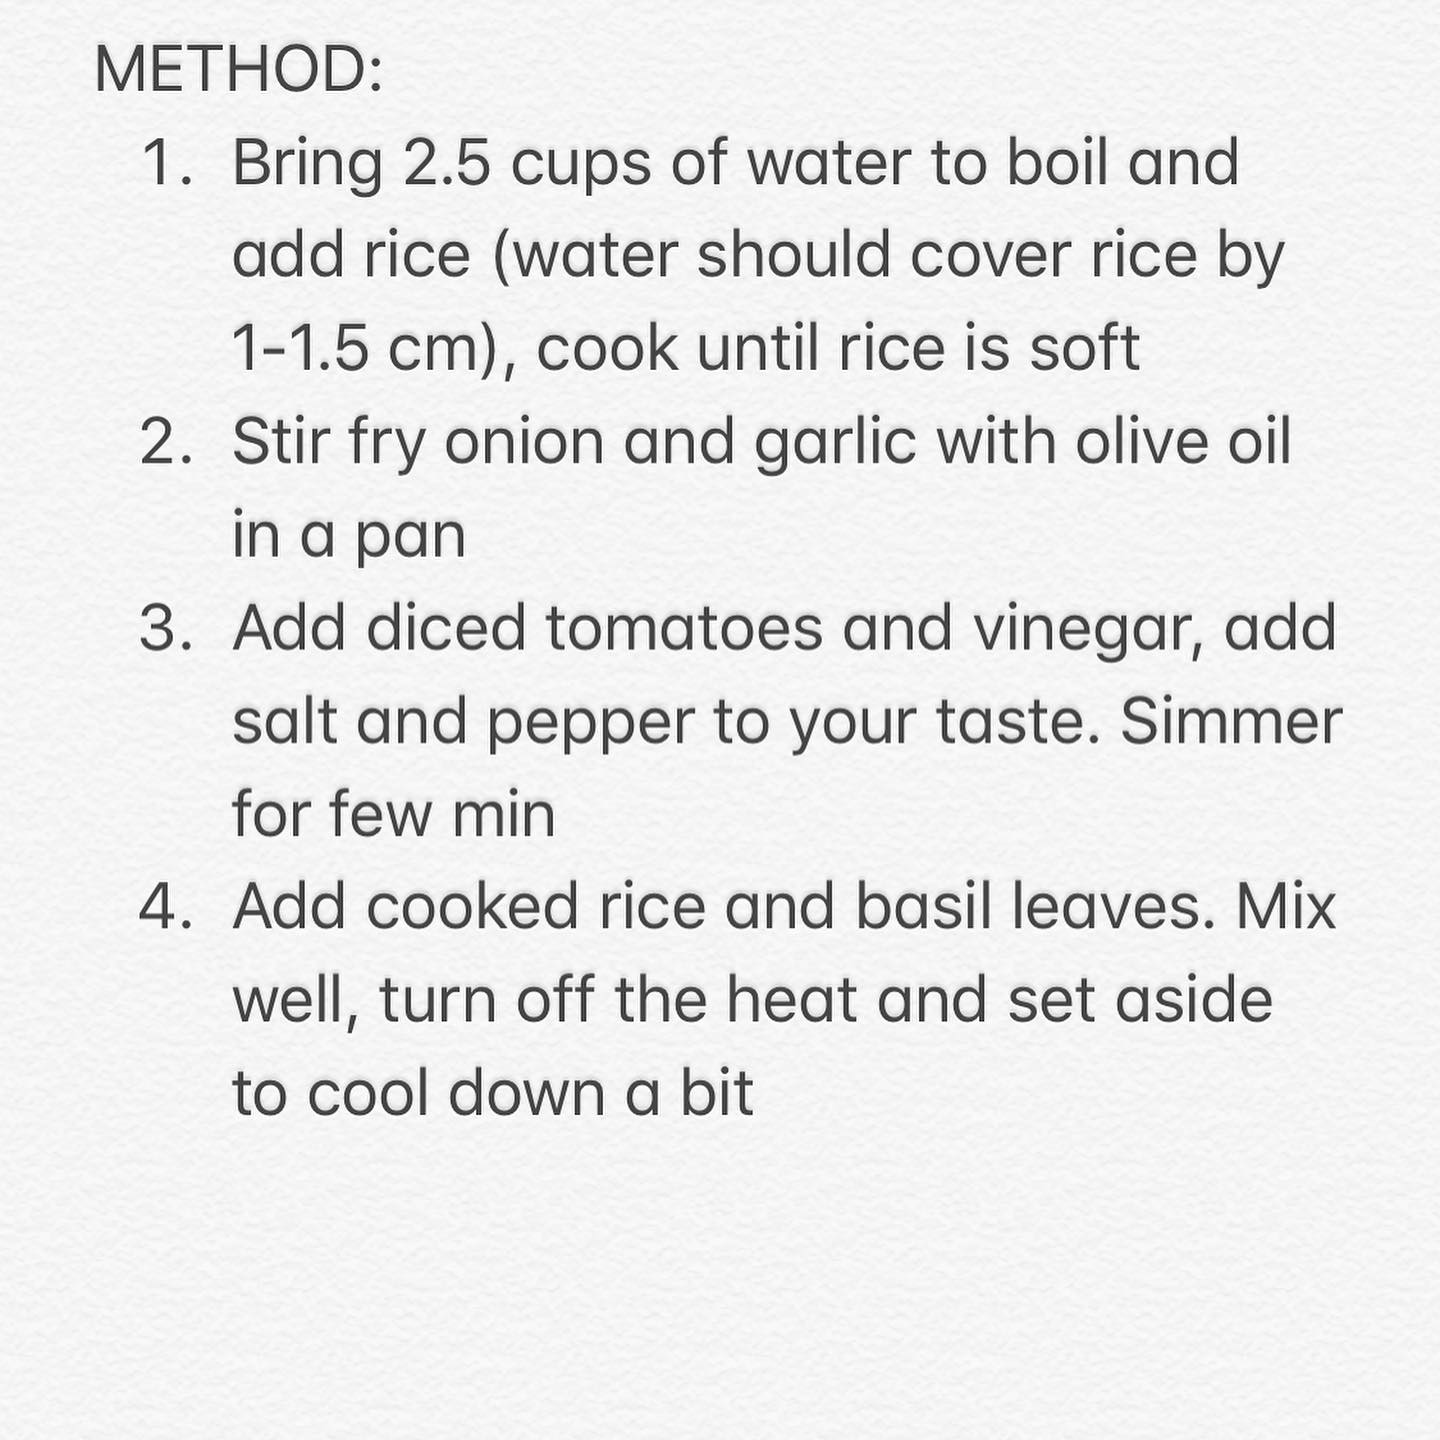 METHOD:
1. Bring 2.5 cups of water to boil and
add rice (water should cover rice by
1-1.5 cm), cook until rice is soft
2. Stir fry onion and garlic with olive oil
in a pan
3. Add diced tomatoes and vinegar, add
salt and pepper to your taste. Simmer
for few min
4. Add cooked rice and basil leaves. Mix
well, turn off the heat and set aside
to cool down a bit